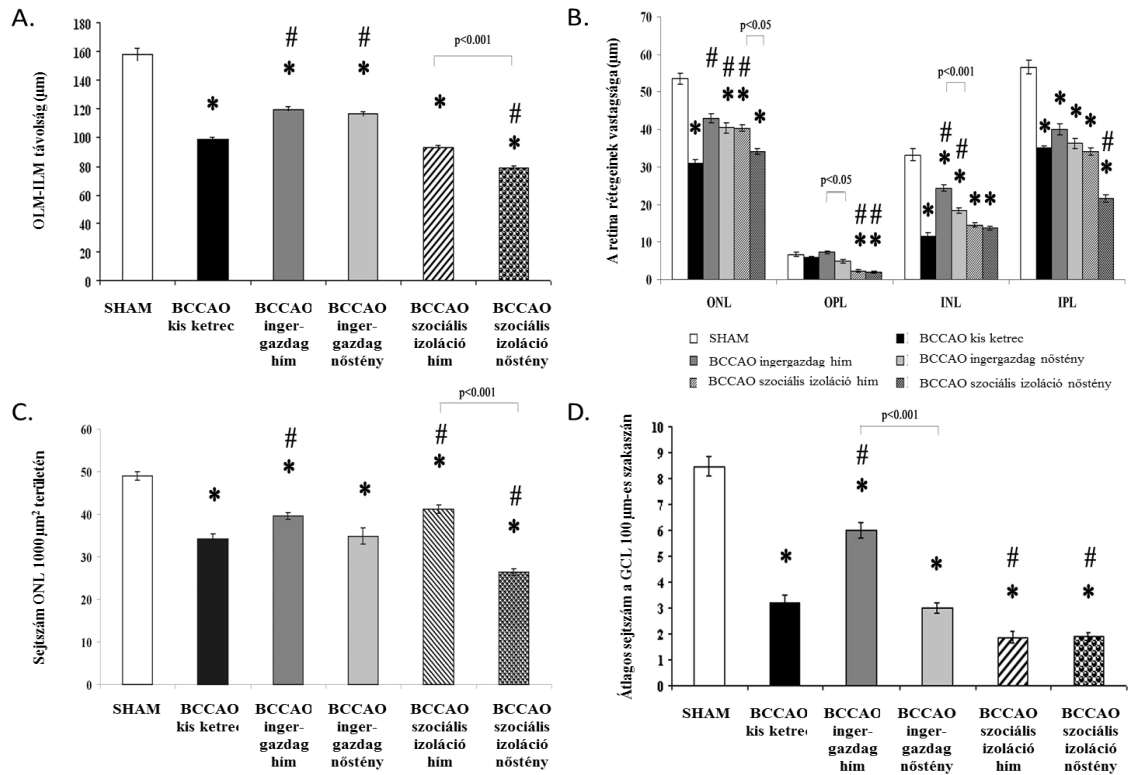 A.
OLM-ILM távolság (µm)
180
160
140
120
100
80
60
40
20
0
# #
p<0.001
* * * * #
*
SHAM
BCCAO
kis ketrec
BCCAO
inger-
gazdag
hím
BCCAO
inger-
gazdag
nőstény
BCCAO
szociális
izoláció
hím
BCCAO
szociális
izoláció
nőstény
B.
A retina rétegeinek vastagsága (µm)
70
60
50
40
30
20
10
0
p<0.05
# # #
* * * *
p<0.05
# #
* *
p<0.001
# #
* * * * *
* * * * #
*
ONL
OPL
INL
IPL
SHAM
BCCAO kis ketrec
BCCAO ingergazdag hím
BCCAO ingergazdag nőstény
BCCAO szociális izoláció hím
BCCAO szociális izoláció nőstény
C.
Sejtszám ONL 1000 µm² területén
60
50
40
30
20
10
0
p<0.001
# #
* * * * #
*
SHAM
BCCAO
kis ketrec
BCCAO
inger-
gazdag
hím
BCCAO
inger-
gazdag
nőstény
BCCAO
szociális
izoláció
hím
BCCAO
szociális
izoláció
nőstény
D.
Átlagos sejtszám a GCL 100 µm-es szakaszán
10
9
8
7
6
5
4
3
2
1
0
p<0.001
#
*
* * # #
* *
SHAM
BCCAO
kis ketrec
BCCAO
inger-
gazdag
hím
BCCAO
inger-
gazdag
nőstény
BCCAO
szociális
izoláció
hím
BCCAO
szociális
izoláció
nőstény